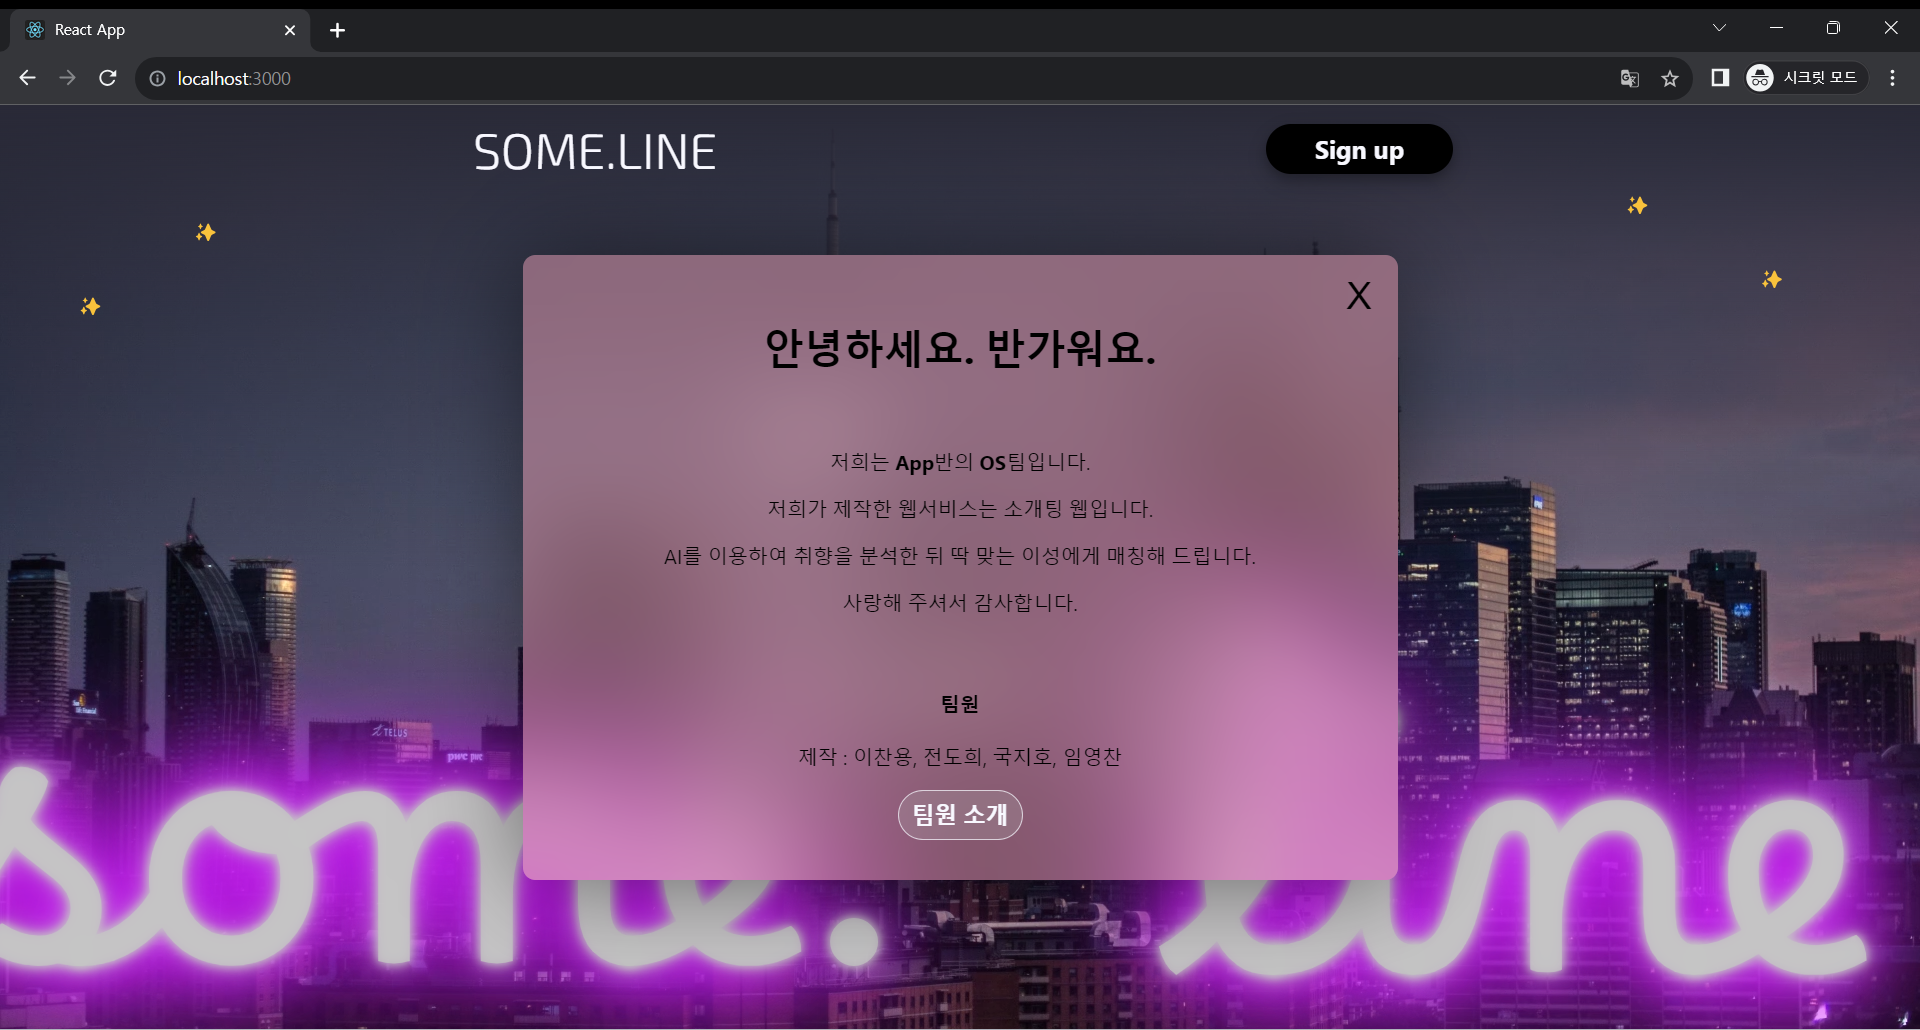 React App
localhost:3000
시크릿 모드
SOME.LINE
Sign up
X
안녕하세요. 반가워요.
저희는 App반의 OS팀입니다.
저희가 제작한 웹서비스는 소개팅 웹입니다.
AI를 이용하여 취향을 분석한 뒤 딱 맞는 이성에게 매칭해 드립니다.
사랑해 주셔서 감사합니다.
팀원
제작 : 이찬용, 전도희, 국지호, 임영찬
팀원 소개
TELUS
pwc pwc
some. line